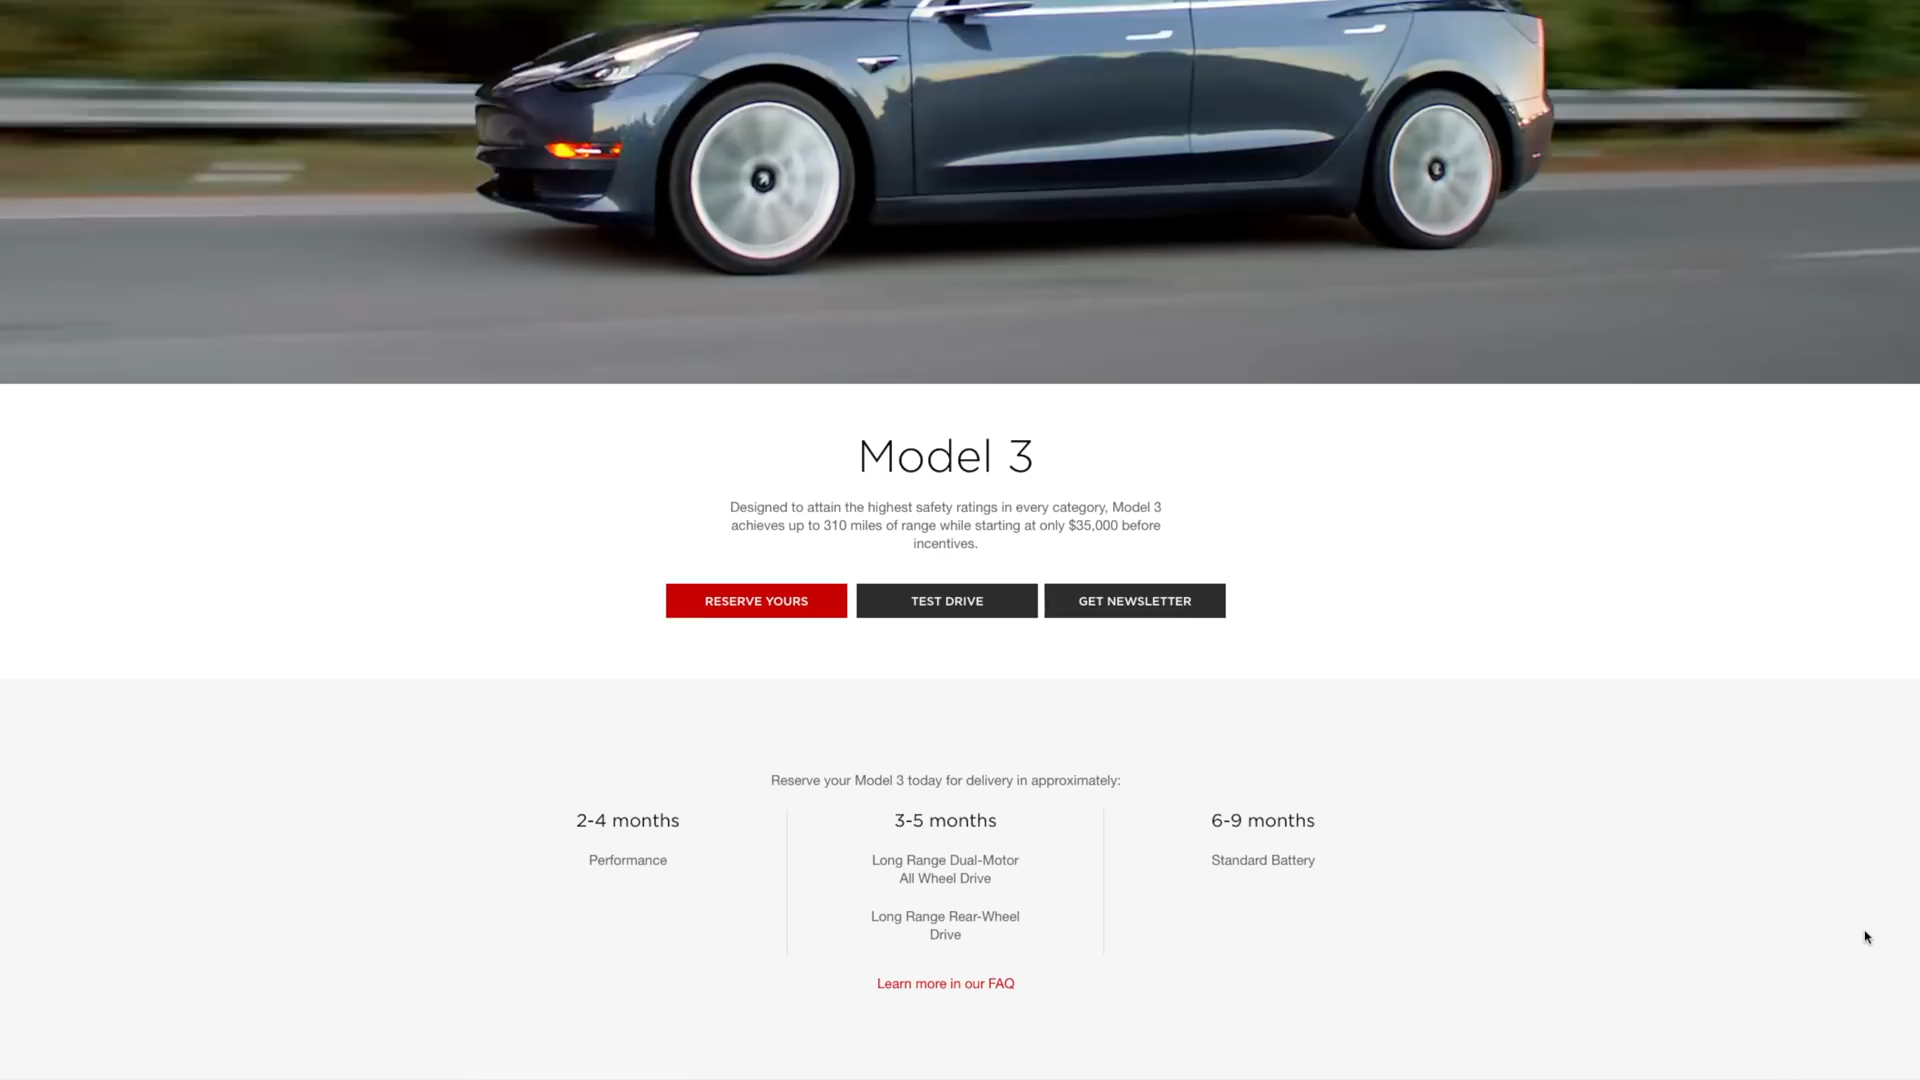 Model 3
Designed to attain the highest safety ratings in every category, Model 3
achieves up to 310 miles of range while starting at only $35,000 before
incentives.
RESERVE YOURS
TEST DRIVE
GET NEWSLETTER
Reserve your Model 3 today for delivery in approximately:
2-4 months
Performance
3-5 months
Long Range Dual-Motor
All Wheel Drive
Long Range Rear-Wheel
Drive
6-9 months
Standard Battery
Learn more in our FAQ